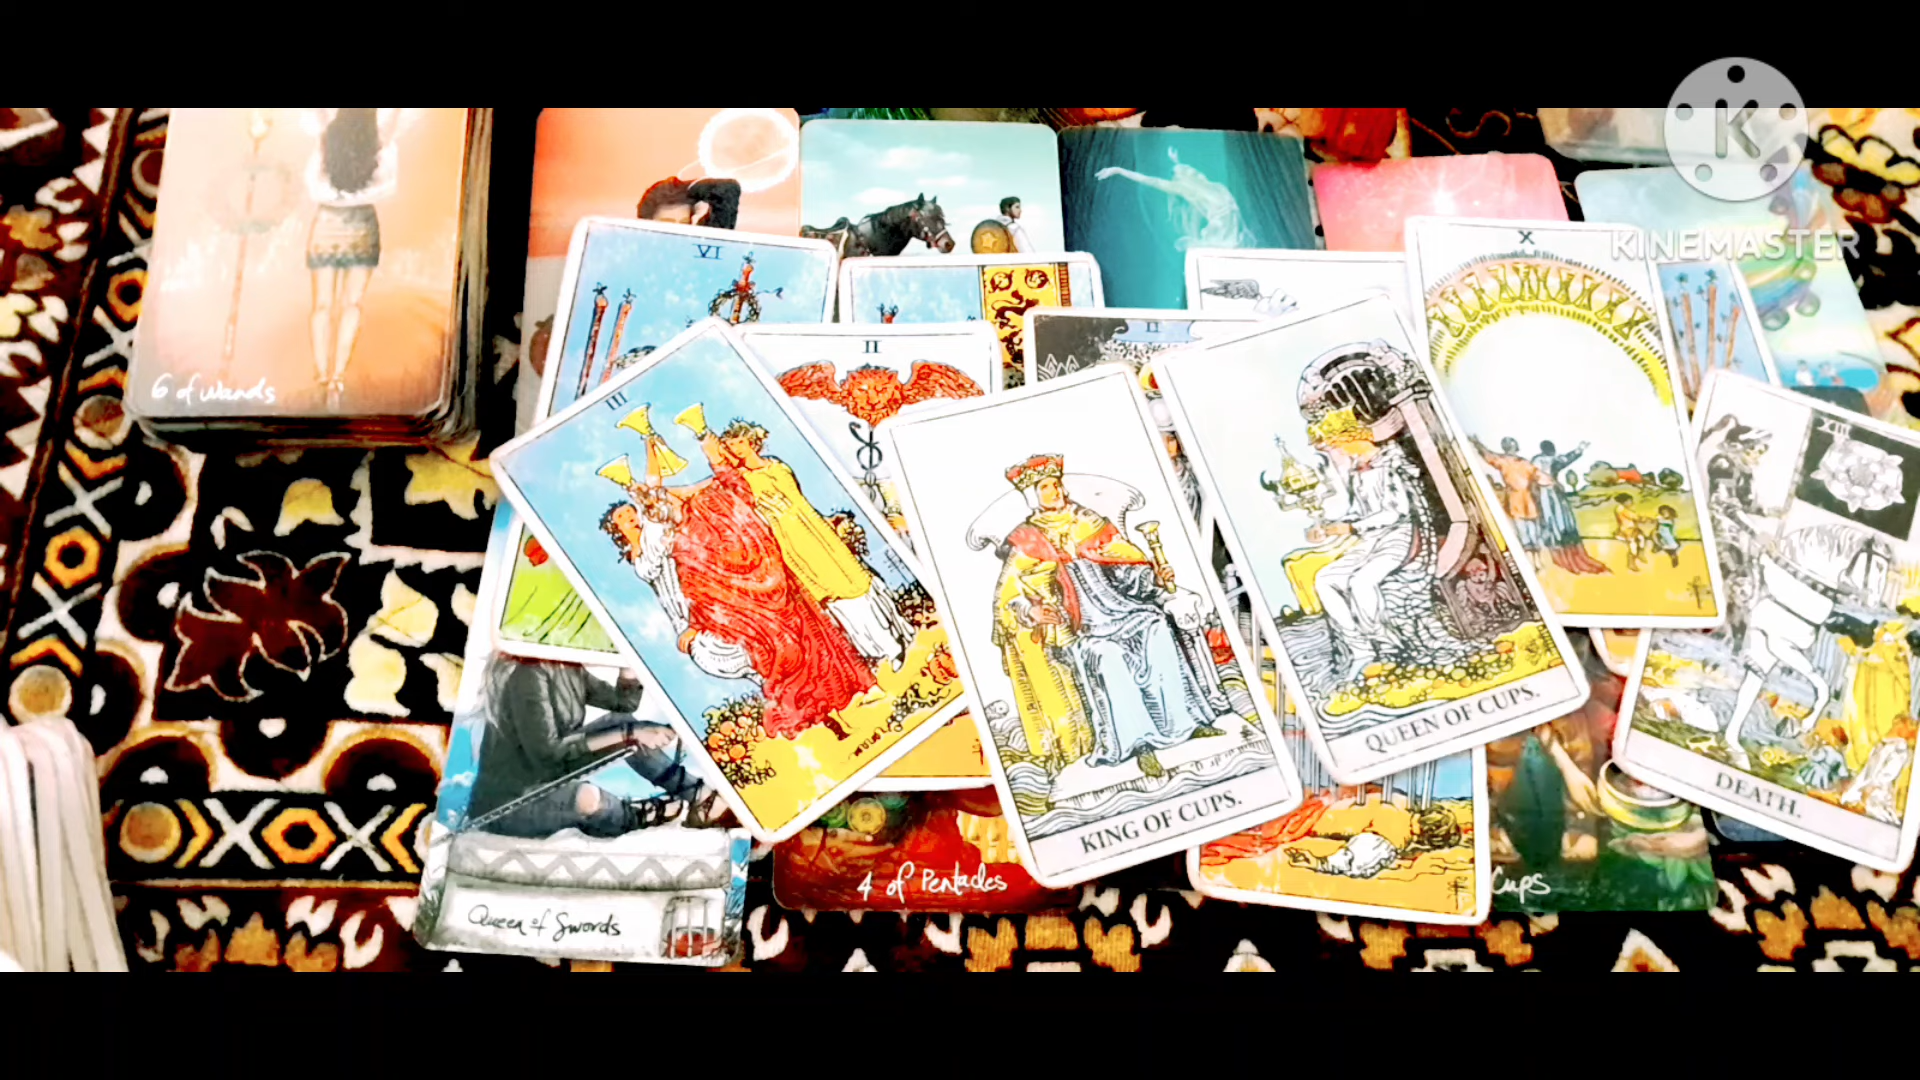 K
KINEMASTER
6 of Wands
VI
II
II
X
III
XIII
KING OF CUPS.
QUEEN OF CUPS.
DEATH.
4 of Pentacles
Cups
Queen of Swords